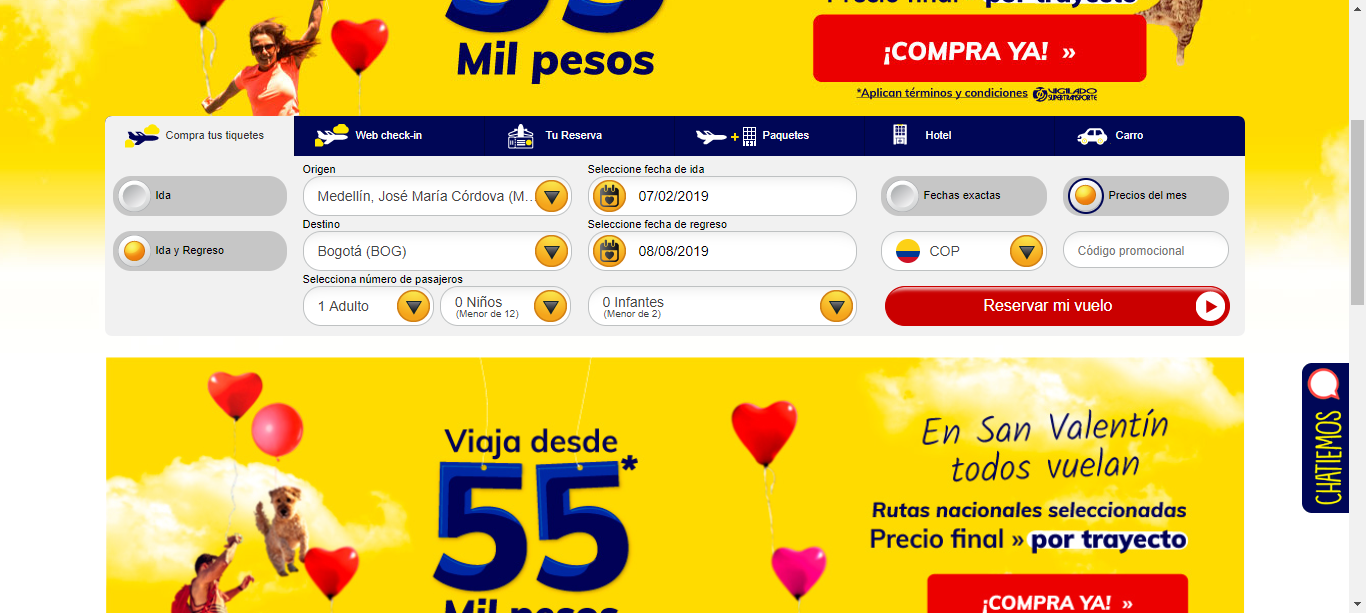 Mil pesos
por trayecto
¡COMPRA YA! »
*Aplican términos y condiciones
VIGILADO
SUPERTRANSPORTE
Compra tus tiquetes
Web check-in
Tu Reserva
Paquetes
Hotel
Carro
Origen
Seleccione fecha de ida
Ida
Medellín, José María Córdova (M...
07/02/2019
Fechas exactas
Precios del mes
Destino
Seleccione fecha de regreso
Ida y Regreso
Bogotá (BOG)
08/08/2019
COP
Código promocional
Selecciona número de pasajeros
1 Adulto
0 Niños
(Menor de 12)
0 Infantes
(Menor de 2)
Reservar mi vuelo
CHATIEMOS
Viaja desde
55*
Mil pesos
En San Valentín
todos vuelan
Rutas nacionales seleccionadas
Precio final » por trayecto
¡COMPRA YA! »